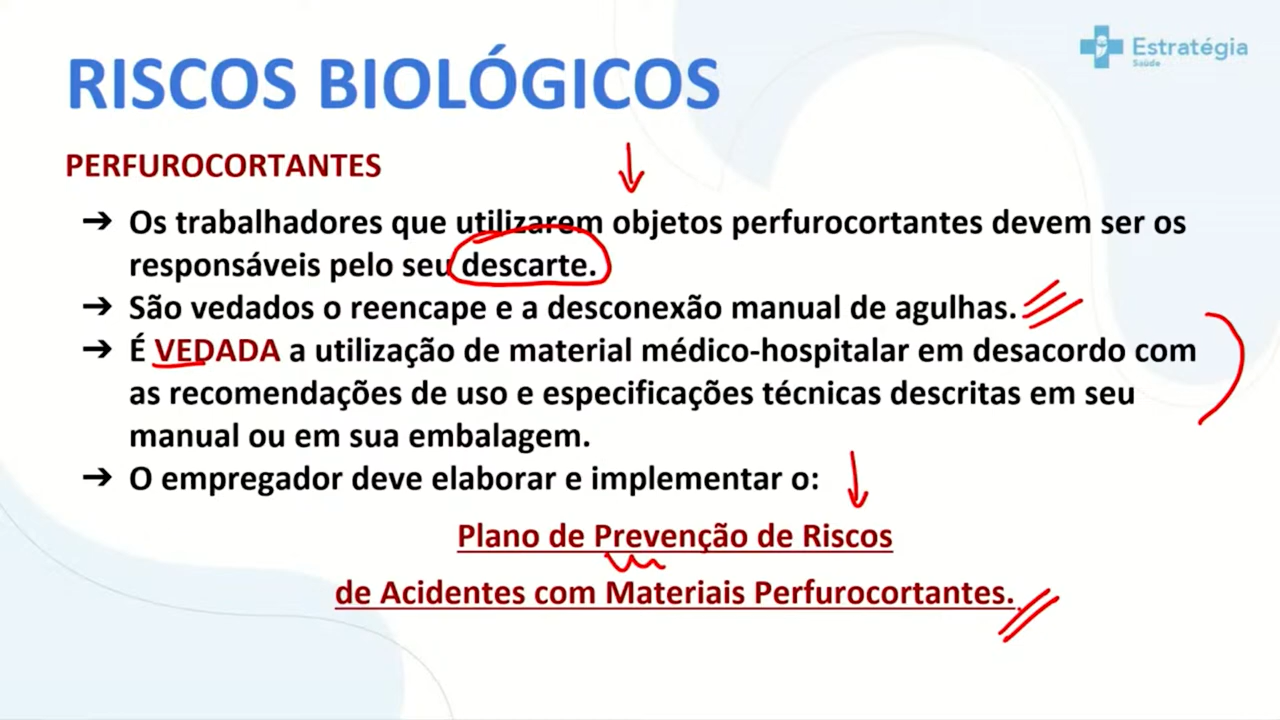 Estratégia
Saúde
RISCOS BIOLÓGICOS
PERFUROCORTANTES
➔ Os trabalhadores que utilizarem objetos perfurocortantes devem ser os
responsáveis pelo seu descarte.
➔ São vedados o reencape e a desconexão manual de agulhas.
➔ É VEDADA a utilização de material médico-hospitalar em desacordo com
as recomendações de uso e especificações técnicas descritas em seu
manual ou em sua embalagem.
➔ O empregador deve elaborar e implementar o:
Plano de Prevenção de Riscos
de Acidentes com Materiais Perfurocortantes.